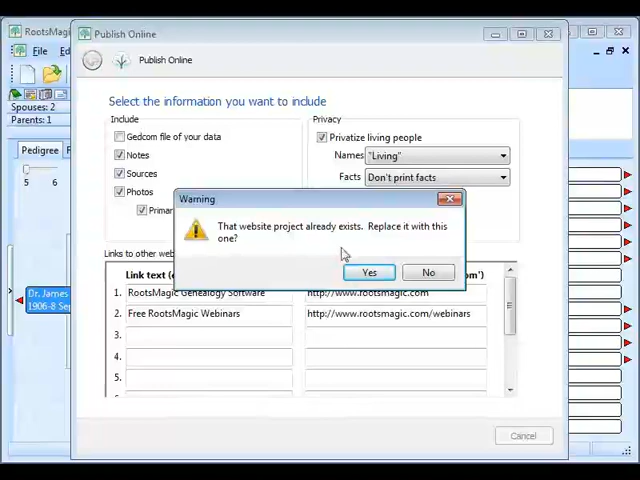 RootsMagi
Publish Online
File
Publish Online
Spouses: 2
Parents: 1
Pedigree
5 6
Select the information you want to include
Include
Privacy
Gedcom file of your data
Privatize living people
Notes
Names "Living"
Sources
Facts Don't print facts
Photos
Primar
Warning
That website project already exists. Replace it with this
one?
Yes No
Links to other web
Link text (
com')
1. RootsMagic Genealogy Software http://www.rootsmagic.com
2. Free RootsMagic Webinars http://www.rootsmagic.com/webinars
3.
4.
5.
Dr. James
1906-8 Sep
Cancel